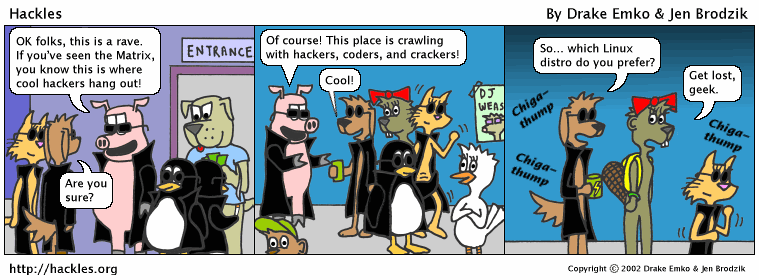 Hackles
By Drake Emko & Jen Brodzik
OK folks, this is a rave.
If you've seen the Matrix,
you know this is where
cool hackers hang out!
Are you
sure?
ENTRANCE
Of course! This place is crawling
with hackers, coders, and crackers!
Cool!
DJ
WEAS
So... which Linux
distro do you prefer?
Get lost,
geek.
Chiga-
thump
Chiga-
thump
Chiga-
thump
http://hackles.org
Copyright © 2002 Drake Emko & Jen Brodzik